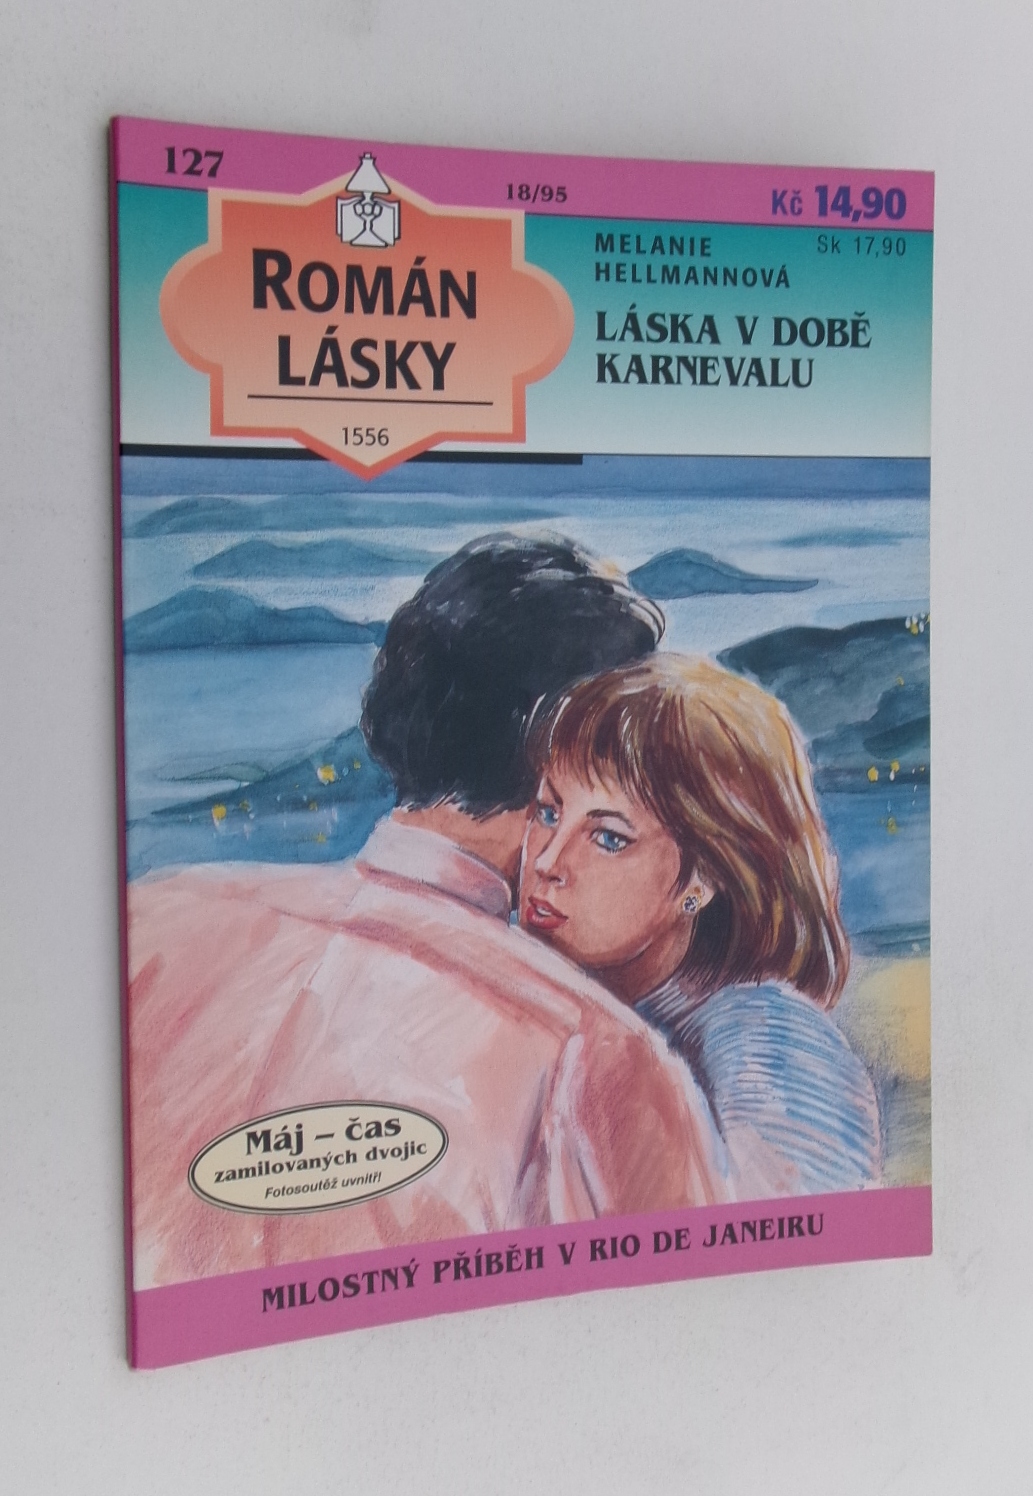 127
18/95
Kč 14,90
Sk 17,90
ROMÁN
LÁSKY
1556
MELANIE
HELLMANNOVÁ
LÁSKA V DOBĚ
KARNEVALU
Máj – čas
zamilovaných dvojic
Fotosoutěž uvnitř!
MILOSTNÝ PŘÍBĚH V RIO DE JANEIRU